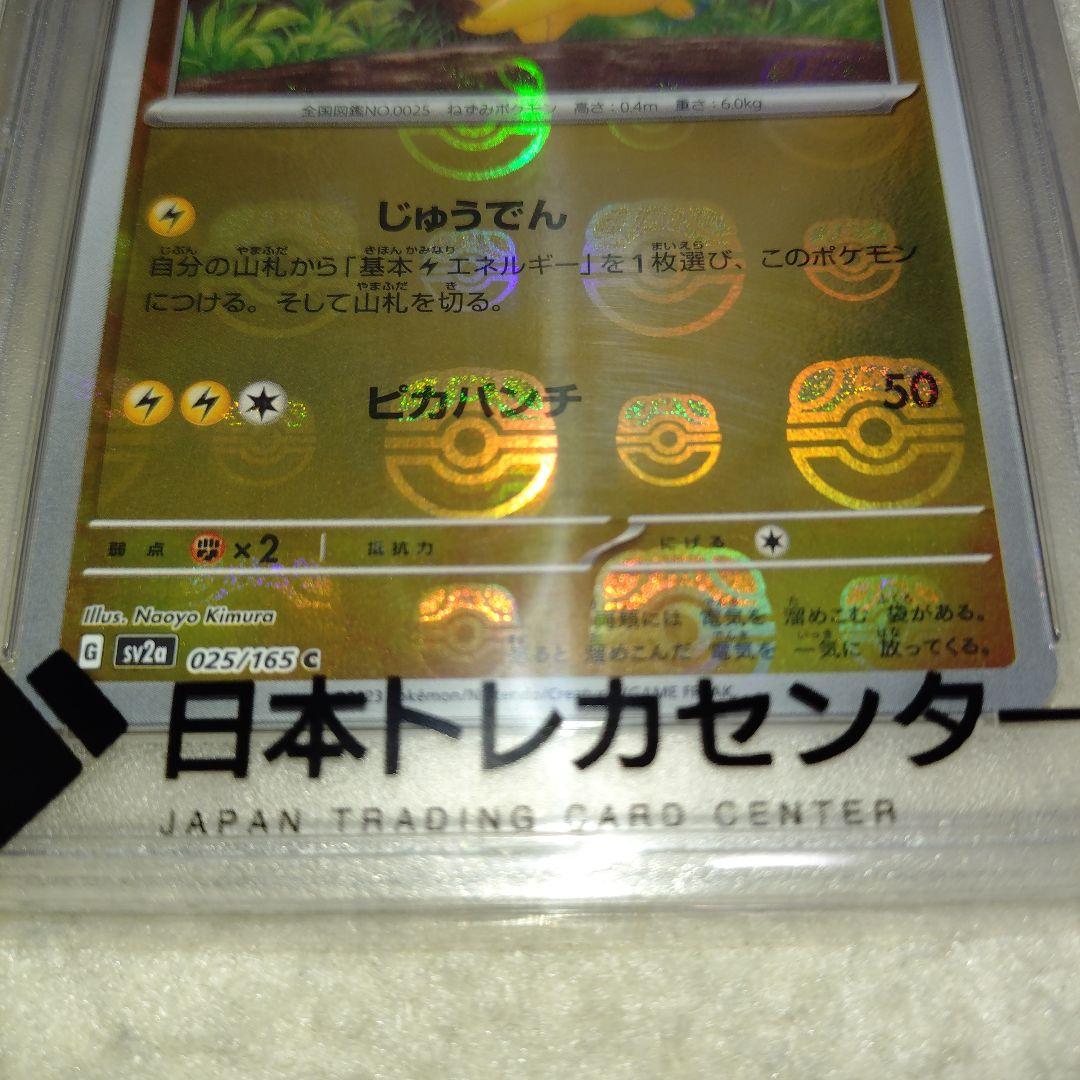 全国図鑑NO.0025 ねずみポケモン 高さ:0.4m 重さ:6.0kg
じゅうでん
自分の山札から「基本エネルギー」を1枚選び、このポケモン
につける。そして山札を切る。
ピカパンチ 50
弱点 ×2 抵抗力 にげる
Illus. Naoyo Kimura
両頬には 電気を 溜めこむ 袋がある。
溜めこんだ 電気を 一気に 放ってくる。
G sv2a 025/165 C
Pokémon/Nintendo/Creatures/GAME FREAK.
日本トレカセンター
JAPAN TRADING CARD CENTER